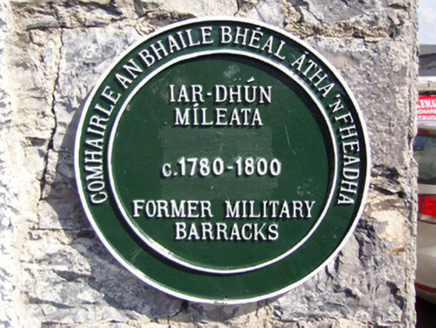 COMHAIRLE AN BHAILE BHÉAL ÁTHA 'N FHEADHA
IAR-DHÚN
MÍLEATA
c.1780-1800
FORMER MILITARY
BARRACKS